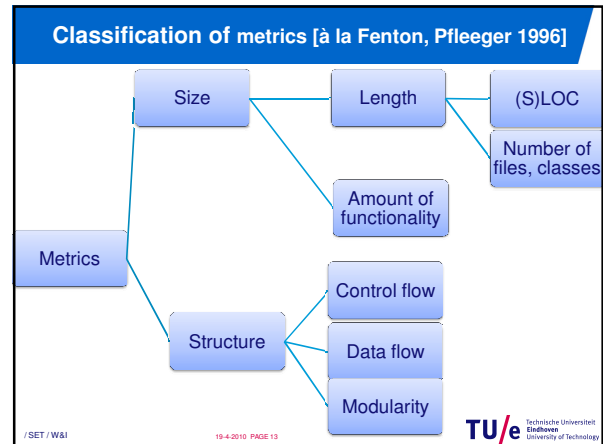 Classification of metrics [à la Fenton, Pfleeger 1996]
Size
Length
(S)LOC
Number of
files, classes
Amount of
functionality
Metrics
Control flow
Structure
Data flow
Modularity
/ SET / W&I
19-4-2010 PAGE 13
TU/e
Technische Universiteit
Eindhoven
University of Technology